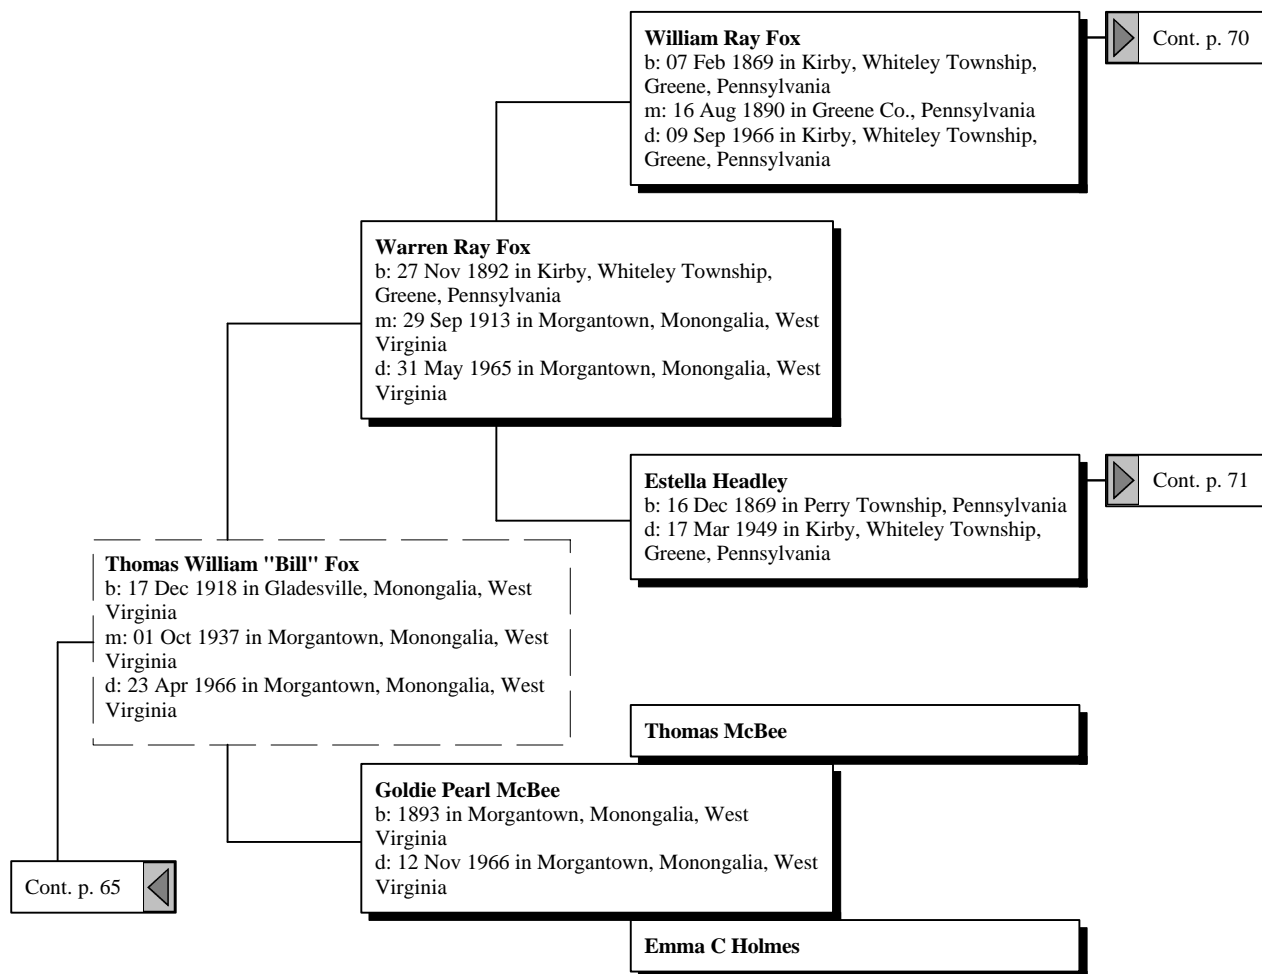 William Ray Fox
b: 07 Feb 1869 in Kirby, Whiteley Township,
Greene, Pennsylvania
m: 16 Aug 1890 in Greene Co., Pennsylvania
d: 09 Sep 1966 in Kirby, Whiteley Township,
Greene, Pennsylvania
Cont. p. 70
Warren Ray Fox
b: 27 Nov 1892 in Kirby, Whiteley Township,
Greene, Pennsylvania
m: 29 Sep 1913 in Morgantown, Monongalia, West
Virginia
d: 31 May 1965 in Morgantown, Monongalia, West
Virginia
Estella Headley
b: 16 Dec 1869 in Perry Township, Pennsylvania
d: 17 Mar 1949 in Kirby, Whiteley Township,
Greene, Pennsylvania
Cont. p. 71
Thomas William "Bill" Fox
b: 17 Dec 1918 in Gladesville, Monongalia, West
Virginia
m: 01 Oct 1937 in Morgantown, Monongalia, West
Virginia
d: 23 Apr 1966 in Morgantown, Monongalia, West
Virginia
Thomas McBee
Goldie Pearl McBee
b: 1893 in Morgantown, Monongalia, West
Virginia
d: 12 Nov 1966 in Morgantown, Monongalia, West
Virginia
Cont. p. 65
Emma C Holmes